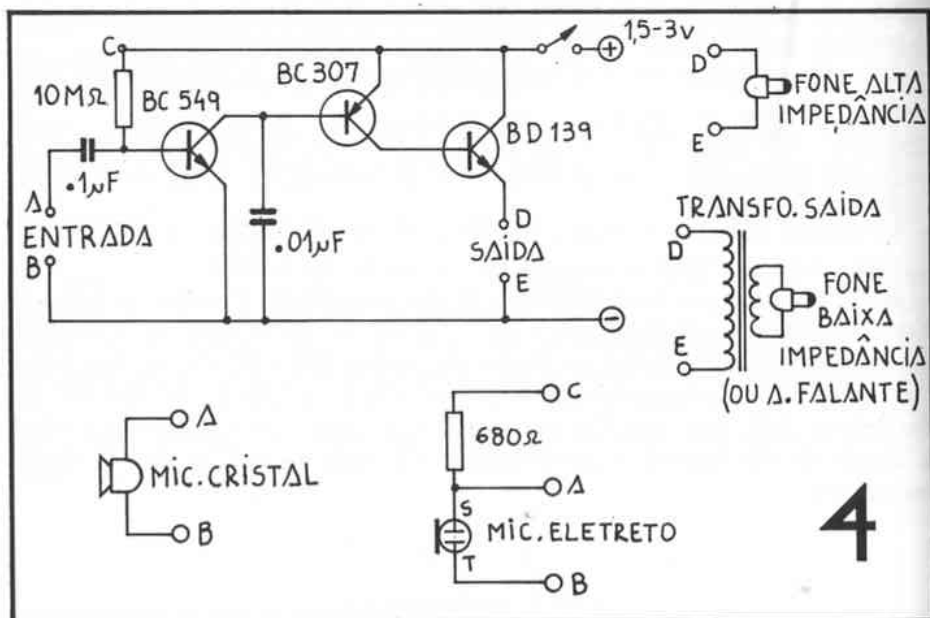 C
1,5-3v
+
10MΩ
BC 549
BC 307
BD 139
.1µF
A
ENTRADA
B
.01µF
D
SAÍDA
E
−
D
FONE ALTA
IMPEDÂNCIA
E
TRANSFO. SAÍDA
D
E
FONE
BAIXA
IMPEDÂNCIA
(OU A. FALANTE)
A
MIC. CRISTAL
B
C
680Ω
A
S
MIC. ELETRETO
T
B
4